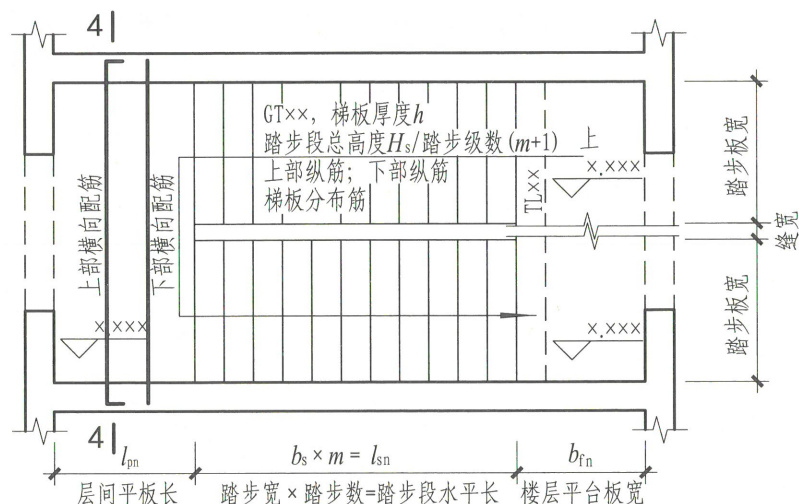 4
GT××，梯板厚度h
踏步段总高度Hs/踏步级数(m+1)
上部纵筋；下部纵筋
梯板分布筋
上
×.×××
TL××
上部横向配筋
下部横向配筋
×.×××
×.×××
踏步板宽
缝宽
踏步板宽
4
lpn
bs×m=lsn
bfn
层间平板长
踏步宽×踏步数=踏步段水平长
楼层平台板宽